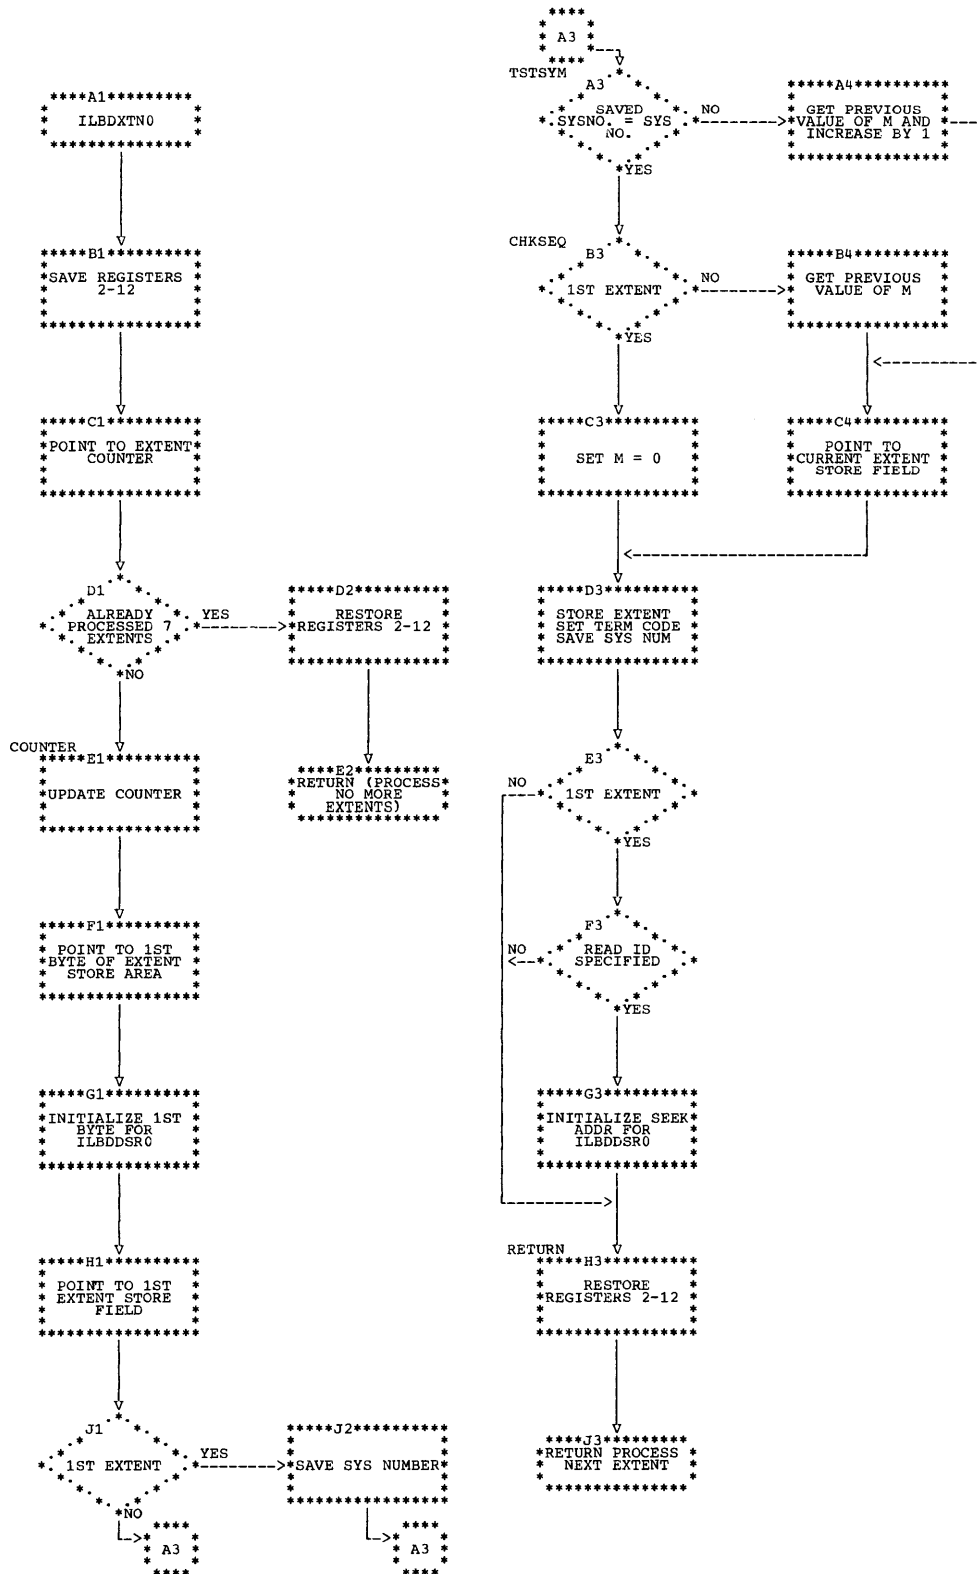 A1
ILBDXTN0
B1
SAVE REGISTERS
2-12
C1
POINT TO EXTENT
COUNTER
D1
ALREADY
PROCESSED 7
EXTENTS
YES
NO
D2
RESTORE
REGISTERS 2-12
E2
RETURN (PROCESS
NO MORE
EXTENTS)
COUNTER
E1
UPDATE COUNTER
F1
POINT TO 1ST
BYTE OF EXTENT
STORE AREA
G1
INITIALIZE 1ST
BYTE FOR
ILBDDSR0
H1
POINT TO 1ST
EXTENT STORE
FIELD
J1
1ST EXTENT
YES
NO
J2
SAVE SYS NUMBER
A3
A3
A3
TSTSYM
A3
SAVED
SYSNO. = SYS
NO.
NO
YES
A4
GET PREVIOUS
VALUE OF M AND
INCREASE BY 1
CHKSEQ
B3
1ST EXTENT
NO
YES
B4
GET PREVIOUS
VALUE OF M
C3
SET M = 0
C4
POINT TO
CURRENT EXTENT
STORE FIELD
D3
STORE EXTENT
SET TERM CODE
SAVE SYS NUM
E3
1ST EXTENT
NO
YES
F3
READ ID
SPECIFIED
NO
YES
G3
INITIALIZE SEEK
ADDR FOR
ILBDDSR0
RETURN
H3
RESTORE
REGISTERS 2-12
J3
RETURN PROCESS
NEXT EXTENT